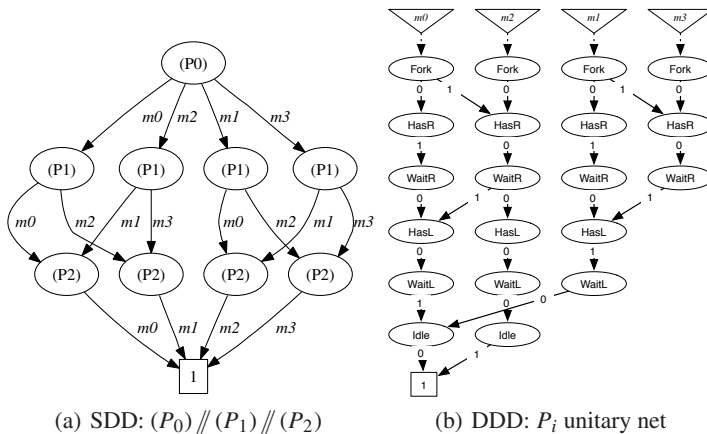 (P0)
m0 m2 m1 m3
(P1) (P1) (P1) (P1)
m0 m2 m1 m3 m0 m2 m1 m3
(P2) (P2) (P2) (P2)
m0 m1 m2 m3
1
(a) SDD: (P₀) // (P₁) // (P₂)
m0 m2 m1 m3
Fork Fork Fork Fork
0 1 0 0 1 0
HasR HasR HasR HasR
1 0 1 0
WaitR WaitR WaitR WaitR
0 1 0 0 1
HasL HasL HasL
0 0 1
WaitL WaitL WaitL
1 0 0
Idle Idle
0 1
1
(b) DDD: Pᵢ unitary net